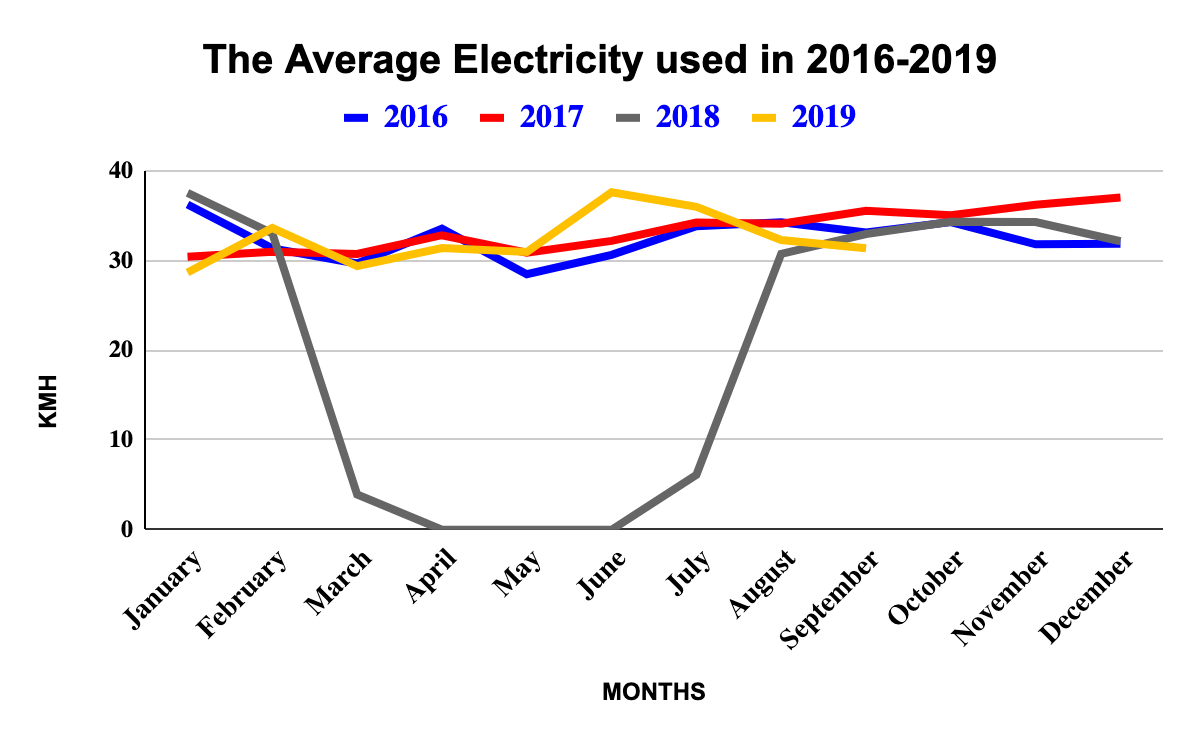 The Average Electricity used in 2016-2019
2016 2017 2018 2019
40
30
20
10
0
KMH
January February March April May June July August September October November December
MONTHS